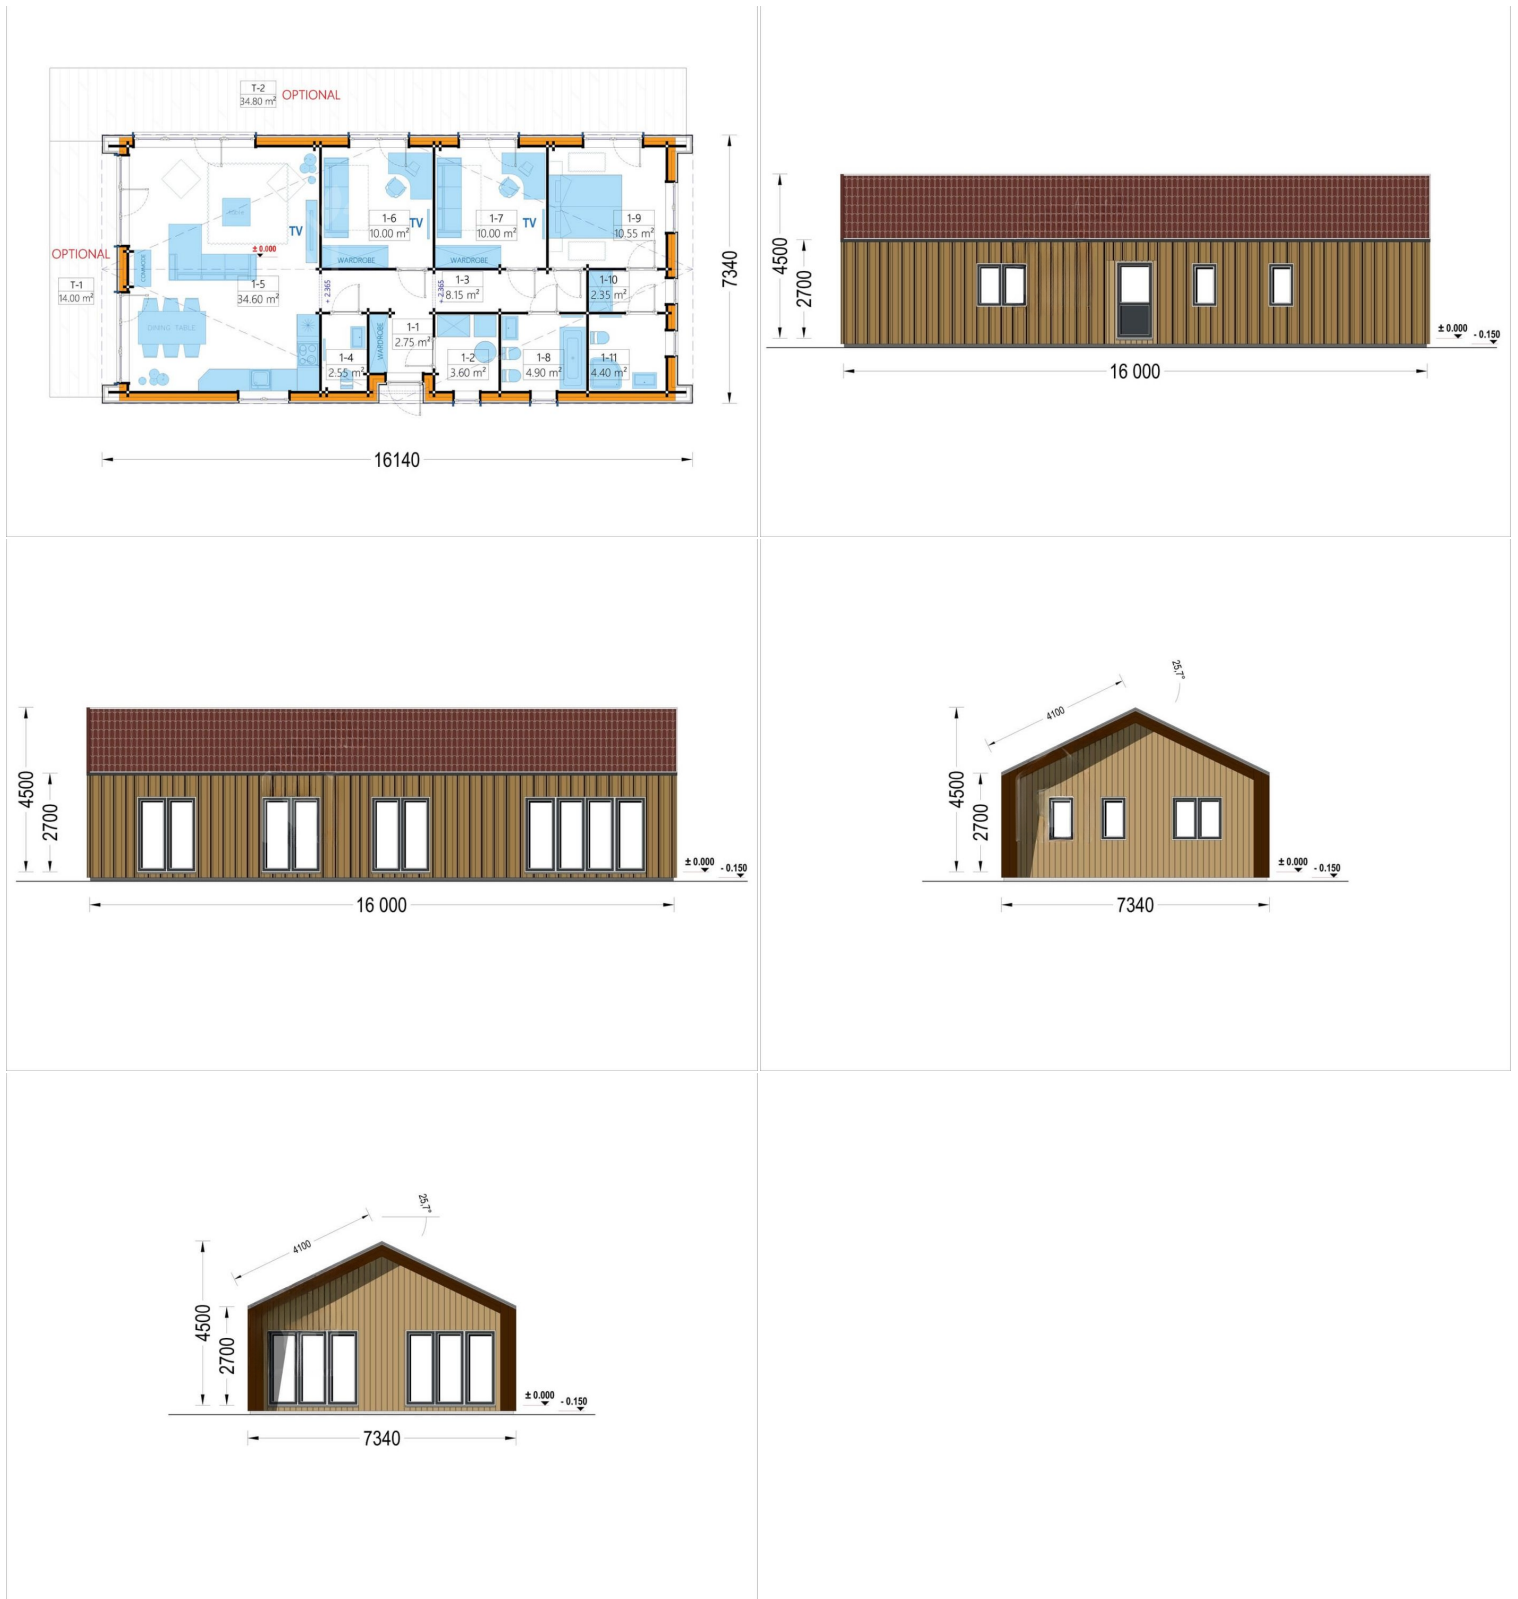 T-2
34.80 m²
OPTIONAL
OPTIONAL
T-1
14.00 m²
TV
± 0.000
COMMODE
1-5
34.60 m²
DINING TABLE
1-6
10.00 m²
TV
WARDROBE
1-7
10.00 m²
TV
WARDROBE
1-9
10.55 m²
+ 2.365
+ 2.365
1-3
8.15 m²
1-10
2.35 m²
1-1
2.75 m²
WARDROBE
1-4
2.55 m²
1-2
3.60 m²
1-8
4.90 m²
1-11
4.40 m²
7340
16140
4500
2700
± 0.000
- 0.150
16 000
4500
2700
± 0.000
- 0.150
16 000
25,7°
4100
4500
2700
± 0.000
- 0.150
7340
25,7°
4100
4500
2700
± 0.000
- 0.150
7340